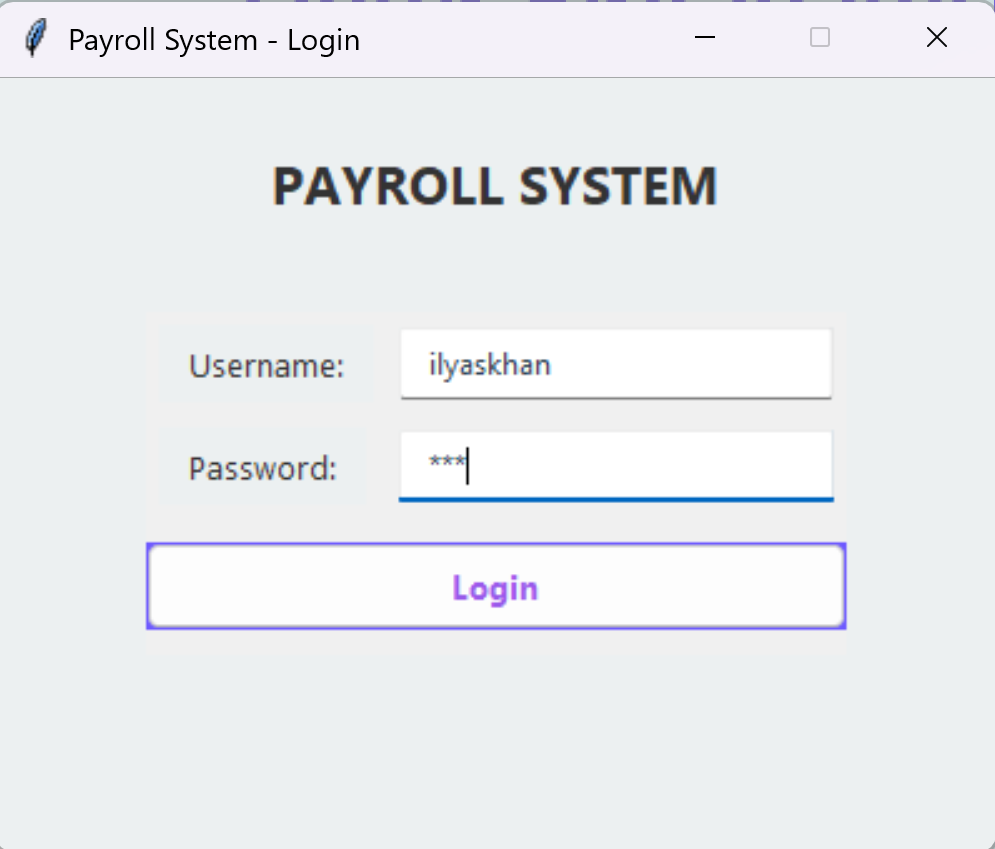 Payroll System - Login
PAYROLL SYSTEM
Username: ilyaskhan
Password: ***
Login